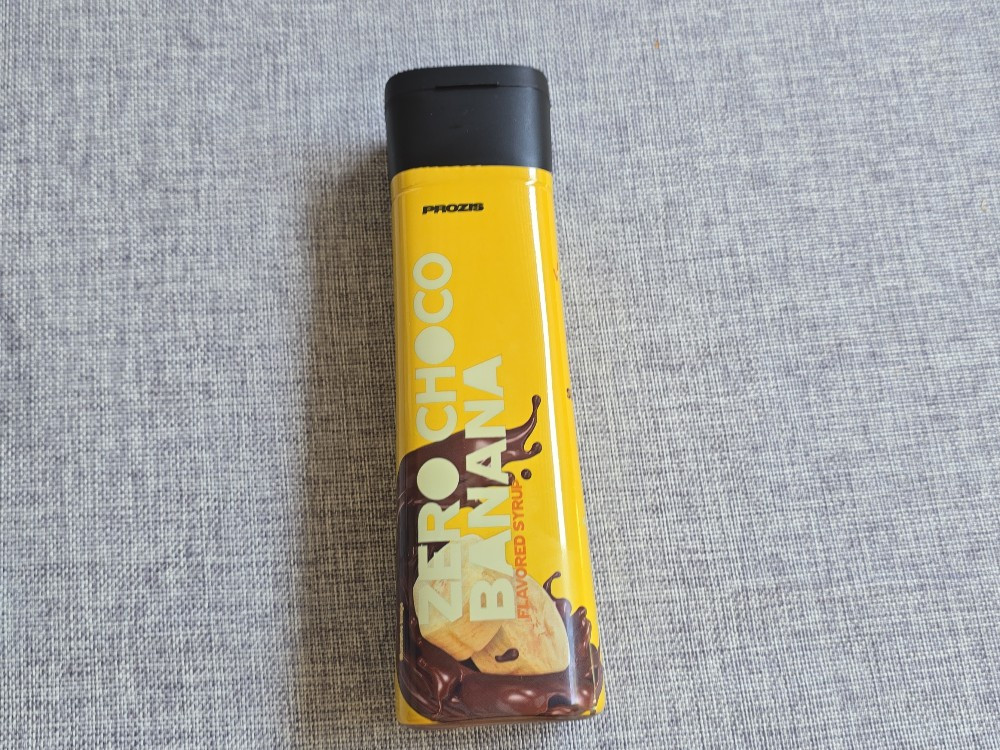 PROZIS
ZERO CHOCO
BANANA
FLAVORED SYRUP